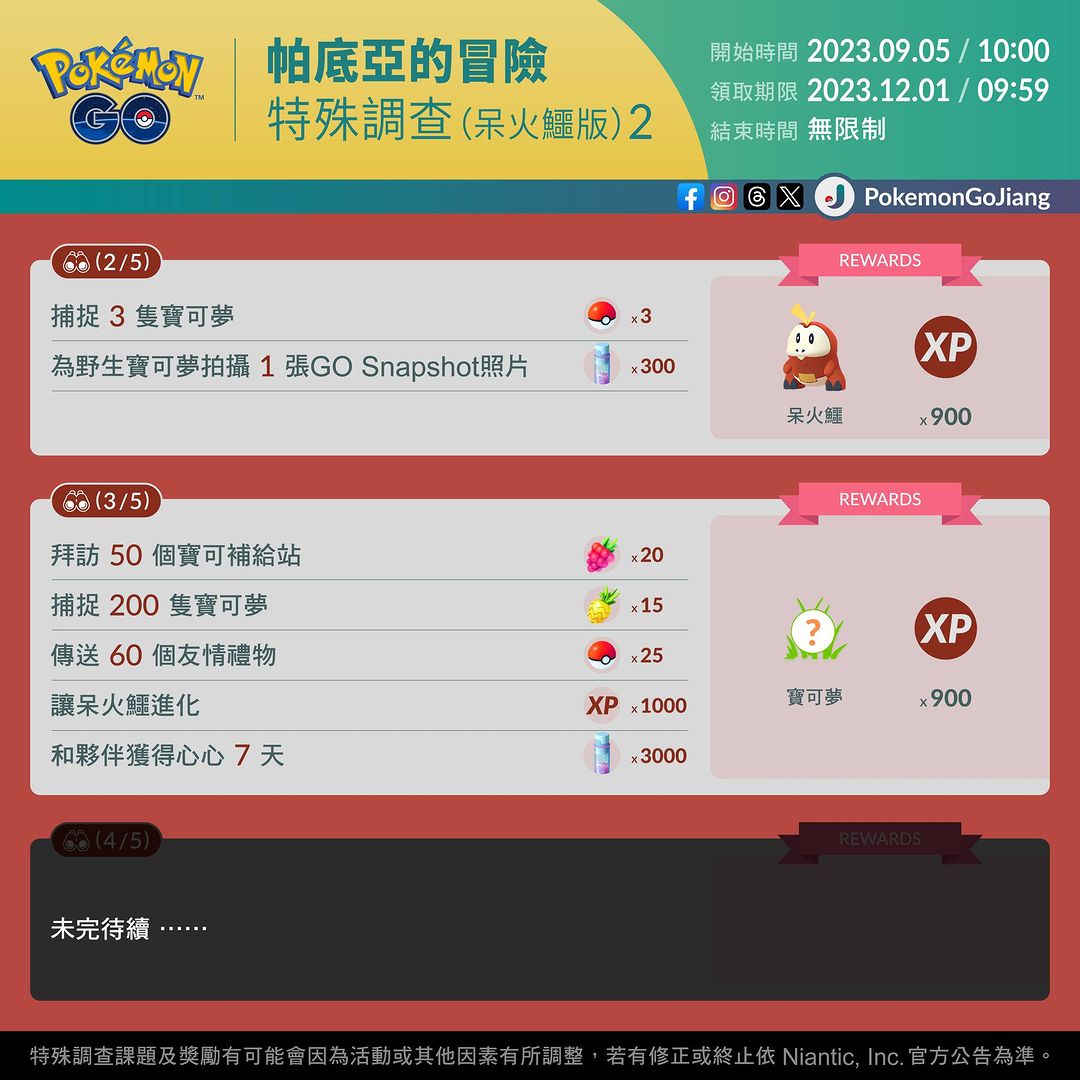 POKÉMON GO™
帕底亞的冒險
特殊調查(呆火鱷版)2
開始時間 2023.09.05 / 10:00
領取期限 2023.12.01 / 09:59
結束時間 無限制
PokemonGoJiang
(2/5)
REWARDS
捕捉 3 隻寶可夢 x3
為野生寶可夢拍攝 1 張GO Snapshot照片 x300
XP
呆火鱷 x900
(3/5)
REWARDS
拜訪 50 個寶可補給站 x20
捕捉 200 隻寶可夢 x15
傳送 60 個友情禮物 x25
讓呆火鱷進化 XP x1000
和夥伴獲得心心 7 天 x3000
? XP
寶可夢 x900
(4/5)
REWARDS
未完待續 ⋯⋯
特殊調查課題及獎勵有可能會因為活動或其他因素有所調整，若有修正或終止依 Niantic, Inc. 官方公告為準。